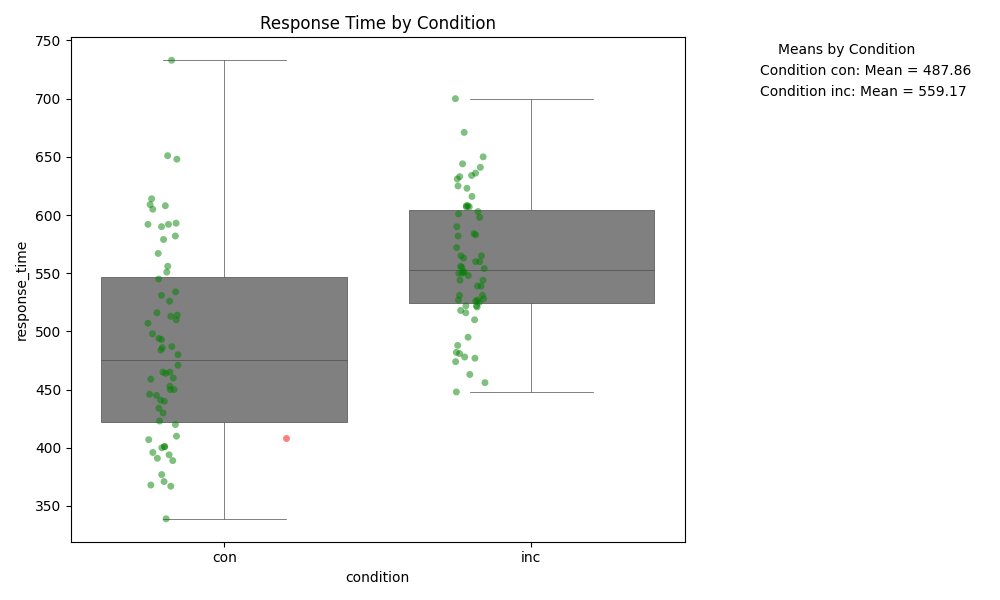 Response Time by Condition
Means by Condition
Condition con: Mean = 487.86
Condition inc: Mean = 559.17
750
700
650
600
550
500
450
400
350
response_time
con inc
condition